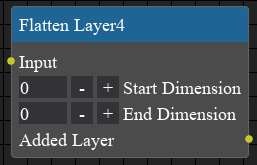 Flatten Layer4
Input
0 - + Start Dimension
0 - + End Dimension
Added Layer